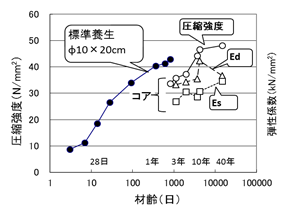 標準養生
φ10×20cm
圧縮強度
Ed
コア
Es
圧縮強度(N/mm²)
弾性係数(kN/mm²)
60
50
40
30
20
10
0
28日
1年
3年
10年
40年
1
10
100
1000
10000
100000
材齢(日)